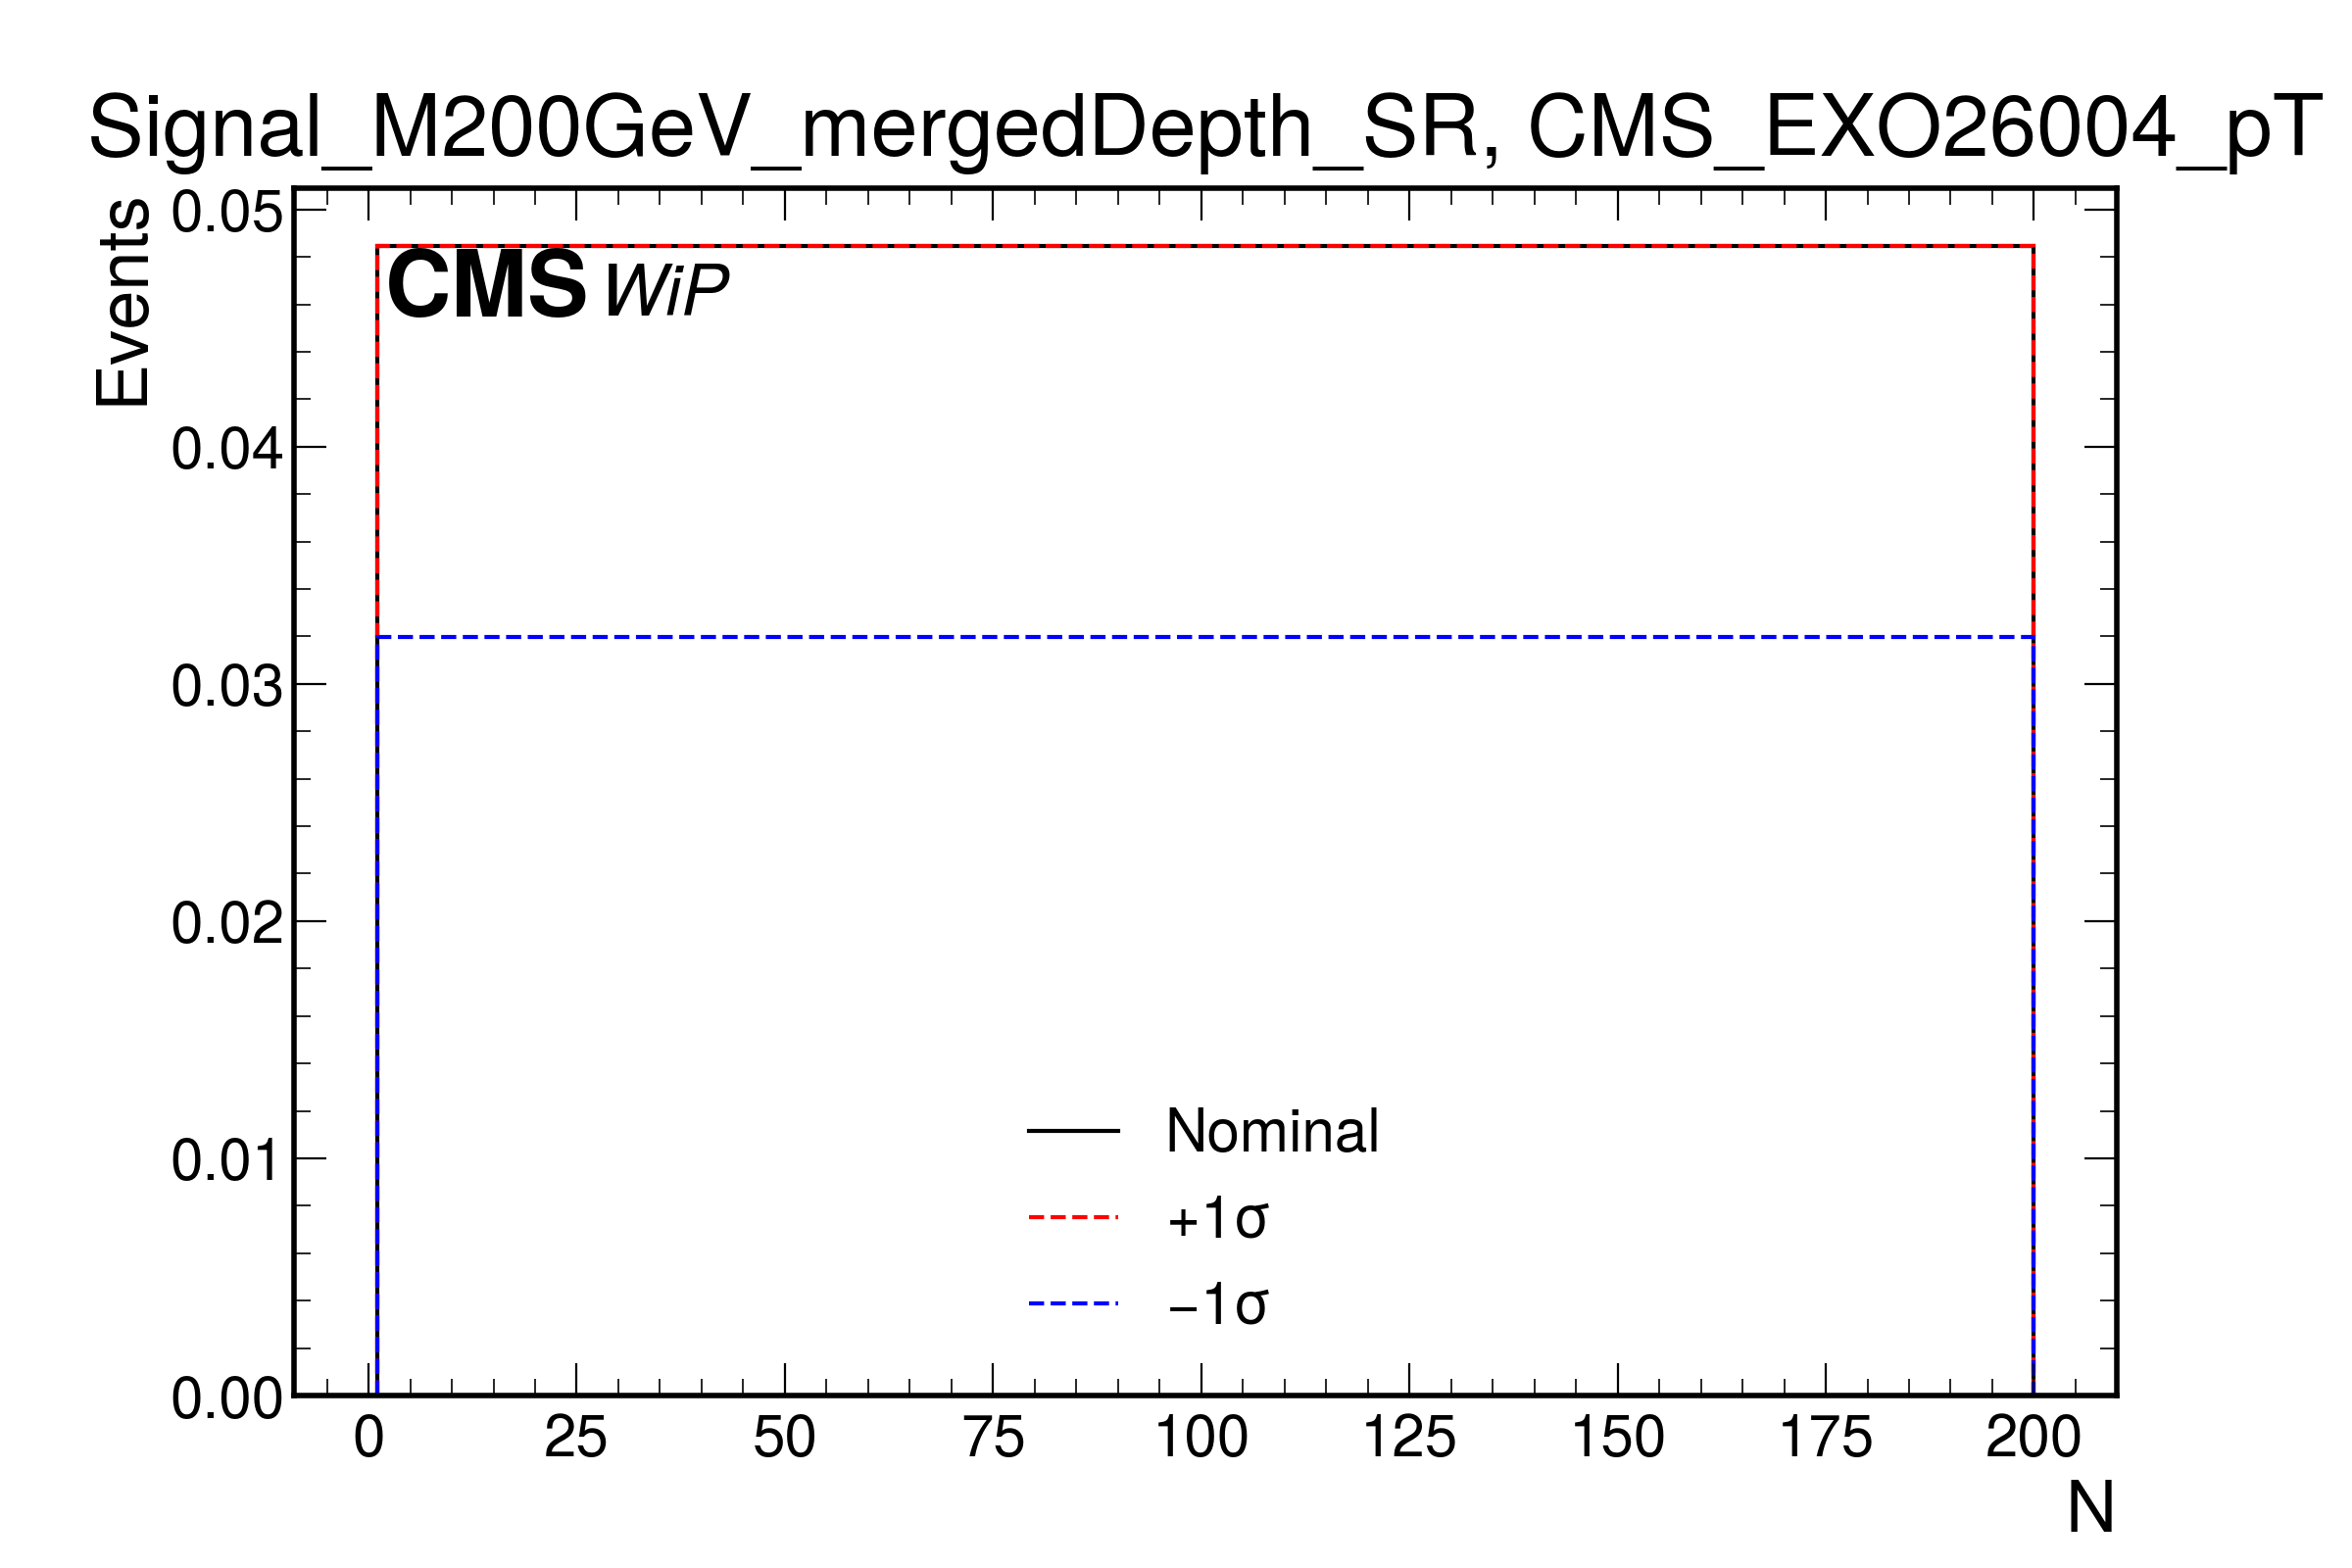 Signal_M200GeV_mergedDepth_SR, CMS_EXO26004_pT
Events
0.05
0.04
0.03
0.02
0.01
0.00
CMS WiP
Nominal
+1σ
−1σ
0 25 50 75 100 125 150 175 200
N